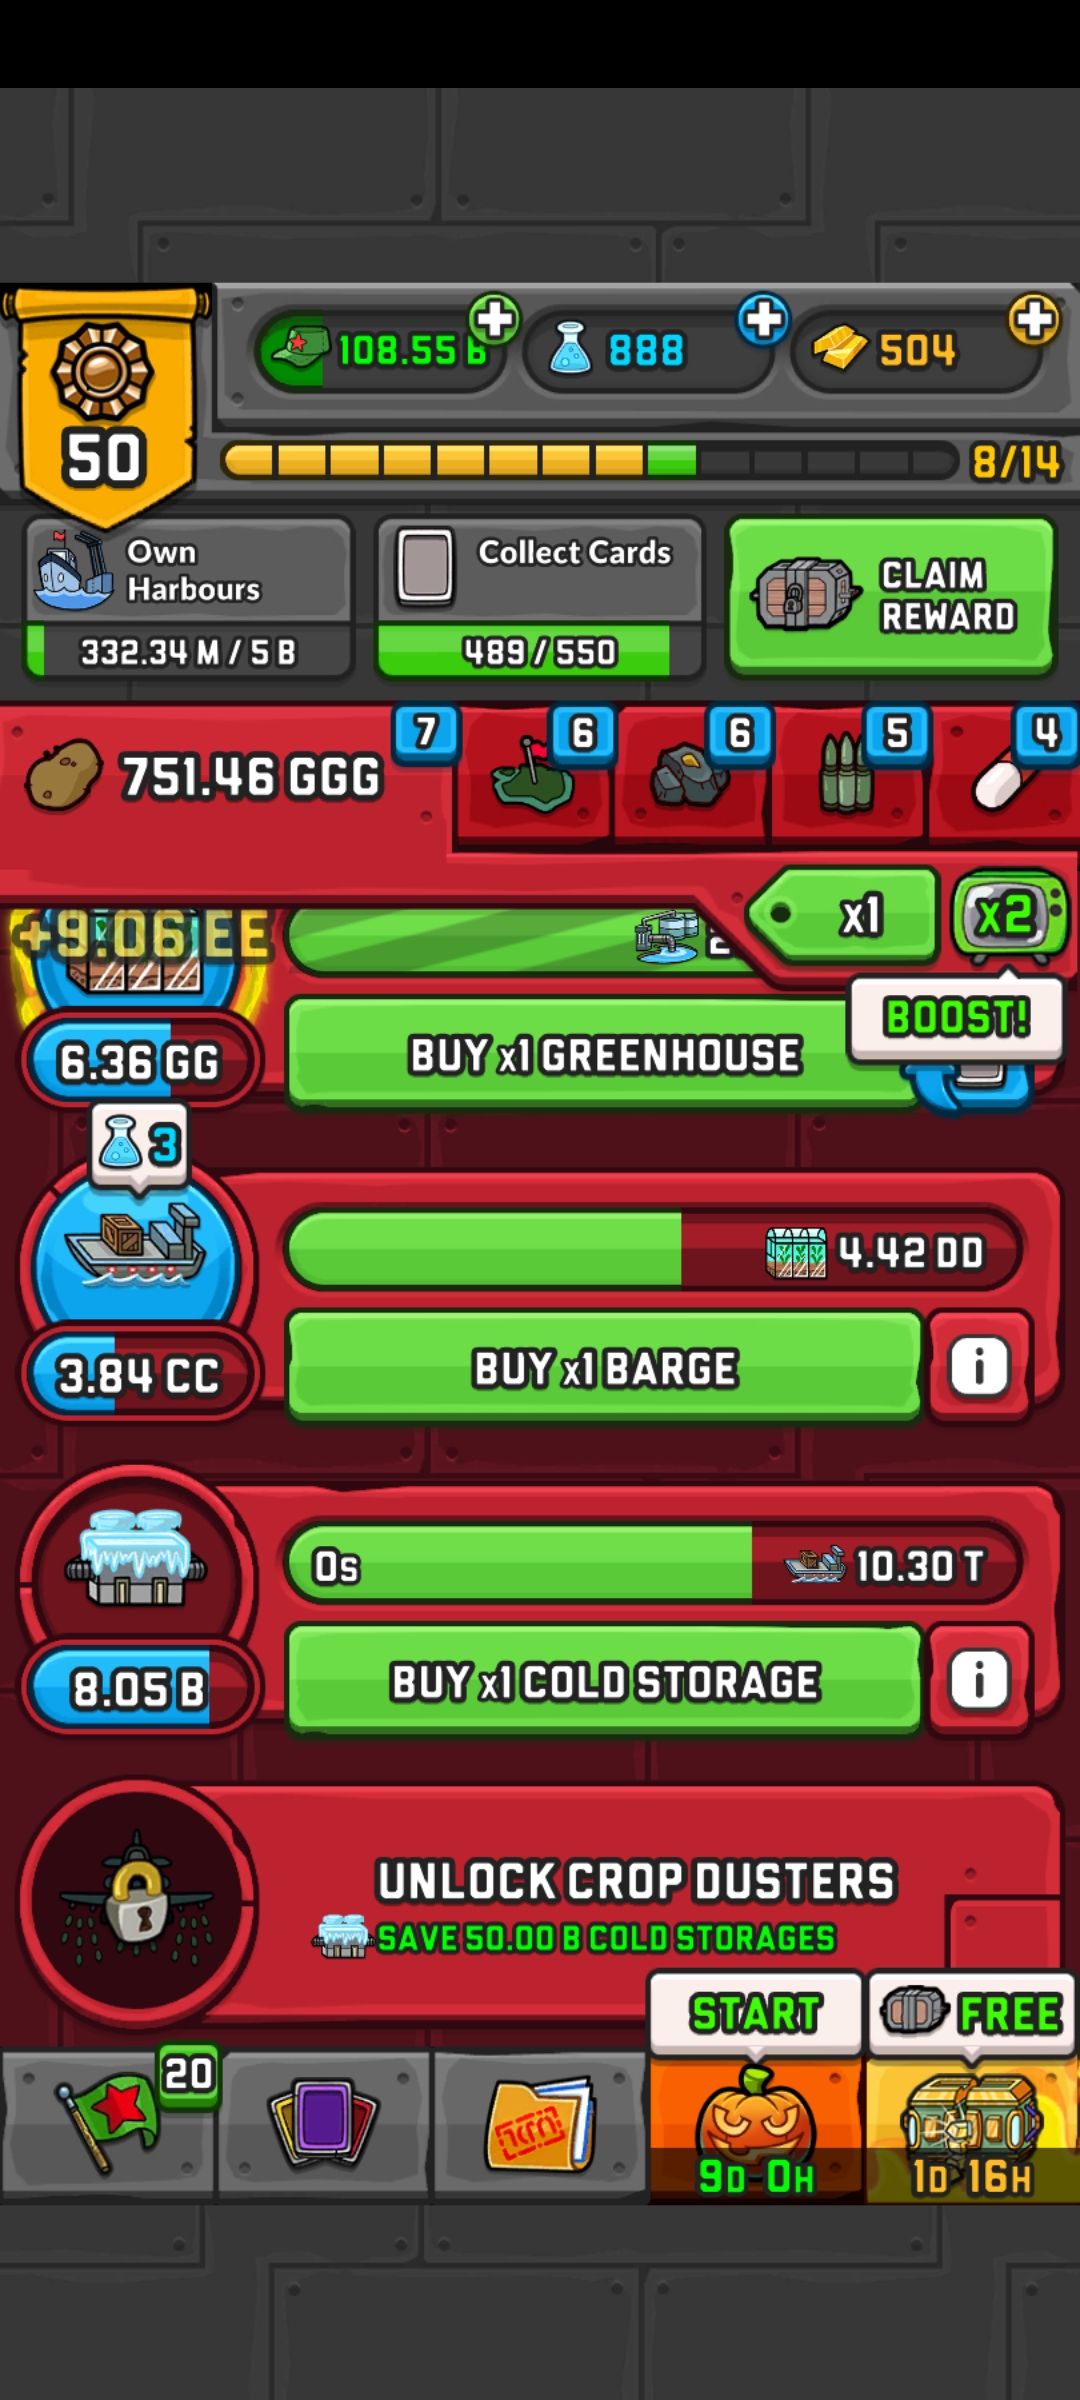 108.55 B
888
504
50
8/14
Own
Harbours
332.34 M / 5 B
Collect Cards
489 / 550
CLAIM
REWARD
751.46 GGG
7
6
6
5
4
x1
x2
BOOST!
+9.06 EE
6.36 GG
BUY x1 GREENHOUSE
3
4.42 DD
3.84 CC
BUY x1 BARGE
i
0s
10.30 T
8.05 B
BUY x1 COLD STORAGE
i
UNLOCK CROP DUSTERS
SAVE 50.00 B COLD STORAGES
START
FREE
20
9D 0H
1D 16H